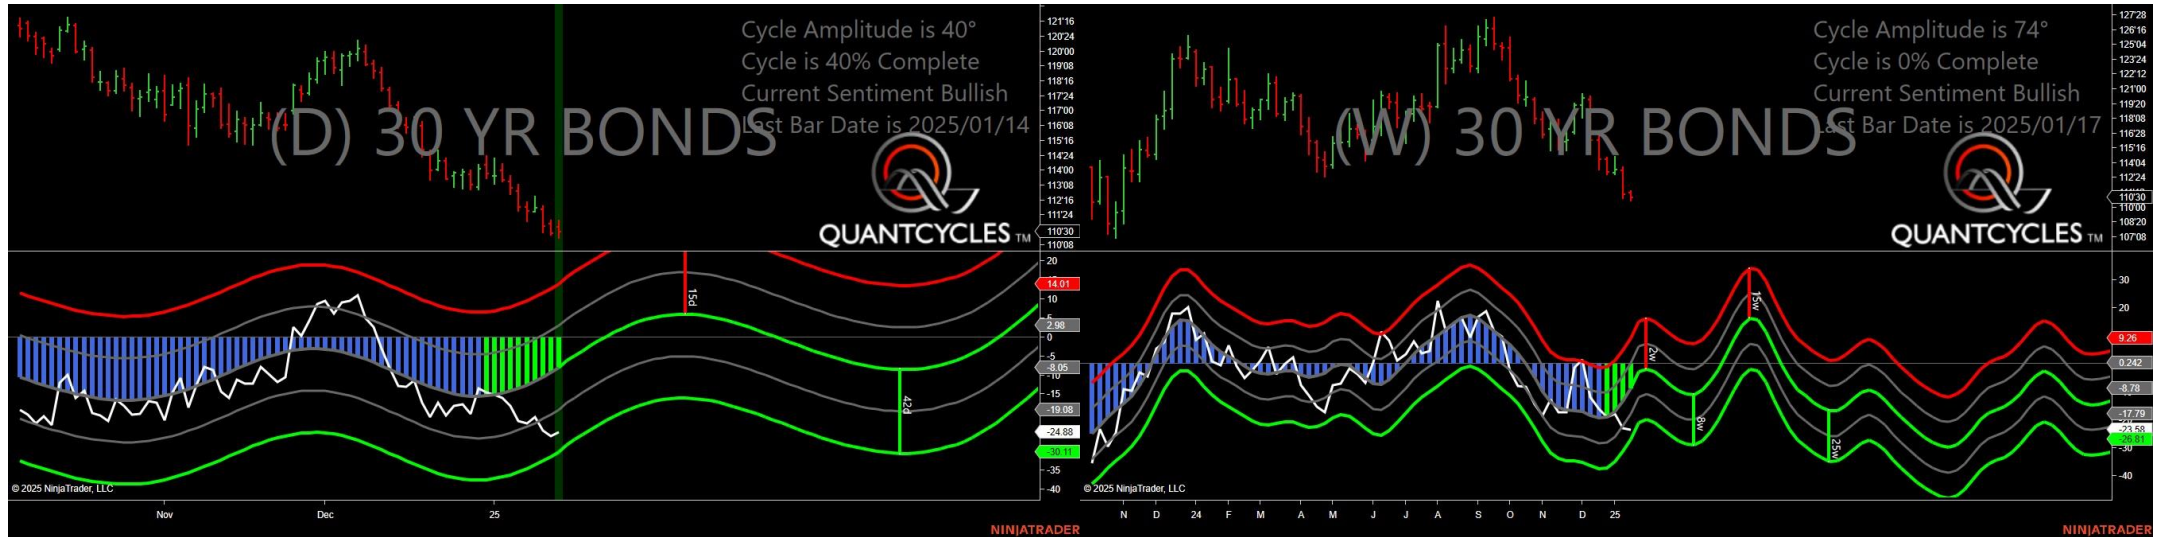 Cycle Amplitude is 40°
Cycle is 40% Complete
Current Sentiment Bullish
Last Bar Date is 2025/01/14
(D) 30 YR BONDS
QUANTCYCLES TM
121'16
120'24
120'00
119'08
118'16
117'24
117'00
116'08
115'16
114'24
114'00
113'08
112'16
111'24
110'30
110'08
20
14.01
10
5
2.98
0
-5
-8.05
-10
-15
-19.08
-24.88
-30.11
-35
-40
15d
42d
© 2025 NinjaTrader, LLC
Nov
Dec
25
NINJATRADER
Cycle Amplitude is 74°
Cycle is 0% Complete
Current Sentiment Bullish
Last Bar Date is 2025/01/17
(W) 30 YR BONDS
QUANTCYCLES TM
127'28
126'16
125'04
123'24
122'12
121'00
119'20
118'08
116'28
115'16
114'04
112'24
110'30
110'00
108'20
107'08
30
20
9.26
0.242
-8.78
-17.79
-23.58
-26.81
-30
-40
2w
8w
15w
25w
© 2025 NinjaTrader, LLC
N D 24 F M A M J J A S O N D 25
NINJATRADER